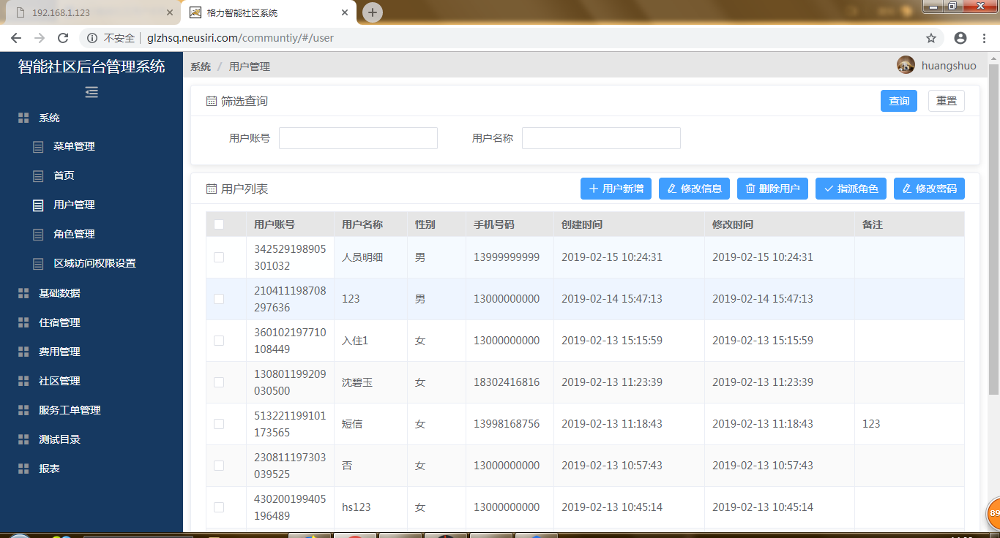 192.168.1.123
格力智能社区系统
不安全
glzhsq.neusiri.com/communtiy/#/user
智能社区后台管理系统
系统
菜单管理
首页
用户管理
角色管理
区域访问权限设置
基础数据
住宿管理
费用管理
社区管理
服务工单管理
测试目录
报表
系统 / 用户管理
huangshuo
筛选查询
查询
重置
用户账号
用户名称
用户列表
用户新增
修改信息
删除用户
指派角色
修改密码
用户账号 用户名称 性别 手机号码 创建时间 修改时间 备注
342529198905301032 人员明细 男 13999999999 2019-02-15 10:24:31 2019-02-15 10:24:31
210411198708297636 123 男 13000000000 2019-02-14 15:47:13 2019-02-14 15:47:13
360102197710108449 入住1 女 13000000000 2019-02-13 15:15:59 2019-02-13 15:15:59
130801199209030500 沈碧玉 女 18302416816 2019-02-13 11:23:39 2019-02-13 11:23:39
513221199101173565 短信 女 13998168756 2019-02-13 11:18:43 2019-02-13 11:18:43 123
230811197303039525 否 女 13000000000 2019-02-13 10:57:43 2019-02-13 10:57:43
430200199405196489 hs123 女 13000000000 2019-02-13 10:45:14 2019-02-13 10:45:14
89